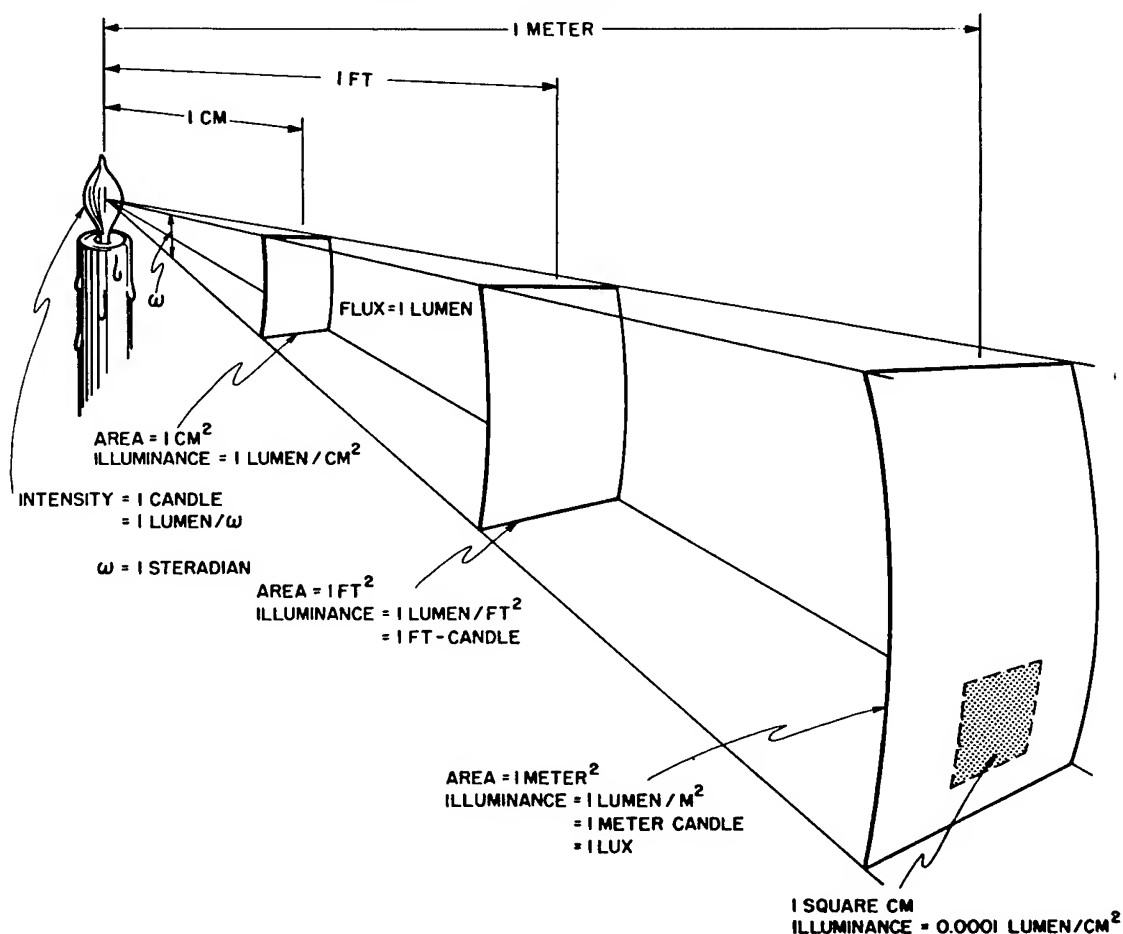 1 METER
1 FT
1 CM
ω
FLUX = 1 LUMEN
AREA = 1 CM²
ILLUMINANCE = 1 LUMEN/CM²
INTENSITY = 1 CANDLE
= 1 LUMEN/ω
ω = 1 STERADIAN
AREA = 1 FT²
ILLUMINANCE = 1 LUMEN/FT²
= 1 FT-CANDLE
AREA = 1 METER²
ILLUMINANCE = 1 LUMEN/M²
= 1 METER CANDLE
= 1 LUX
1 SQUARE CM
ILLUMINANCE = 0.0001 LUMEN/CM²